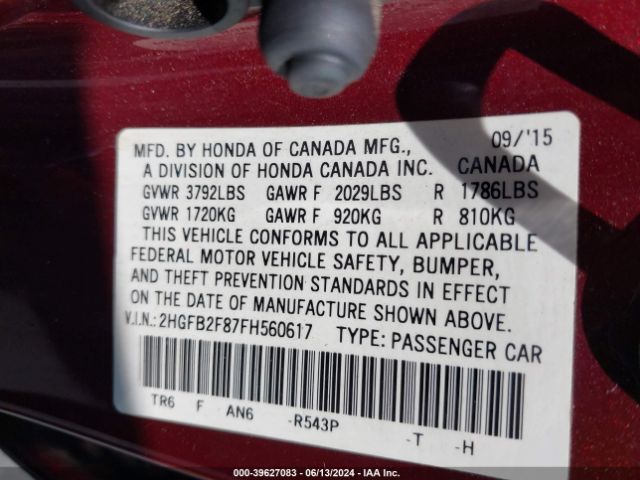 09/'15
MFD. BY HONDA OF CANADA MFG.,
A DIVISION OF HONDA CANADA INC. CANADA
GVWR 3792LBS GAWR F 2029LBS R 1786LBS
GVWR 1720KG GAWR F 920KG R 810KG
THIS VEHICLE CONFORMS TO ALL APPLICABLE
FEDERAL MOTOR VEHICLE SAFETY, BUMPER,
AND THEFT PREVENTION STANDARDS IN EFFECT
ON THE DATE OF MANUFACTURE SHOWN ABOVE.
V.I.N.: 2HGFB2F87FH560617 TYPE: PASSENGER CAR
TR6 F AN6 -R543P -T -H
000-39627083 - 06/13/2024 - IAA Inc.